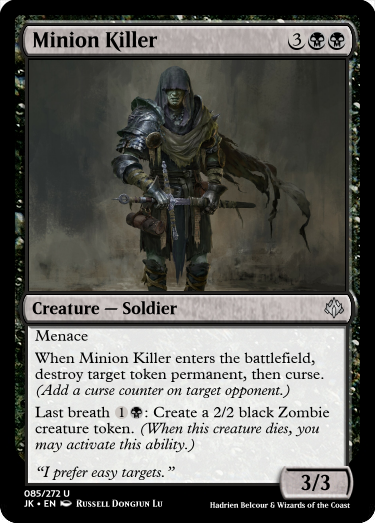 Minion Killer 3
Creature — Soldier
Menace
When Minion Killer enters the battlefield,
destroy target token permanent, then curse.
(Add a curse counter on target opponent.)
Last breath 1 : Create a 2/2 black Zombie
creature token. (When this creature dies, you
may activate this ability.)
“I prefer easy targets.”
3/3
085/272 U
JK • EN Russell Dongjun Lu
Hadrien Belcour & Wizards of the Coast